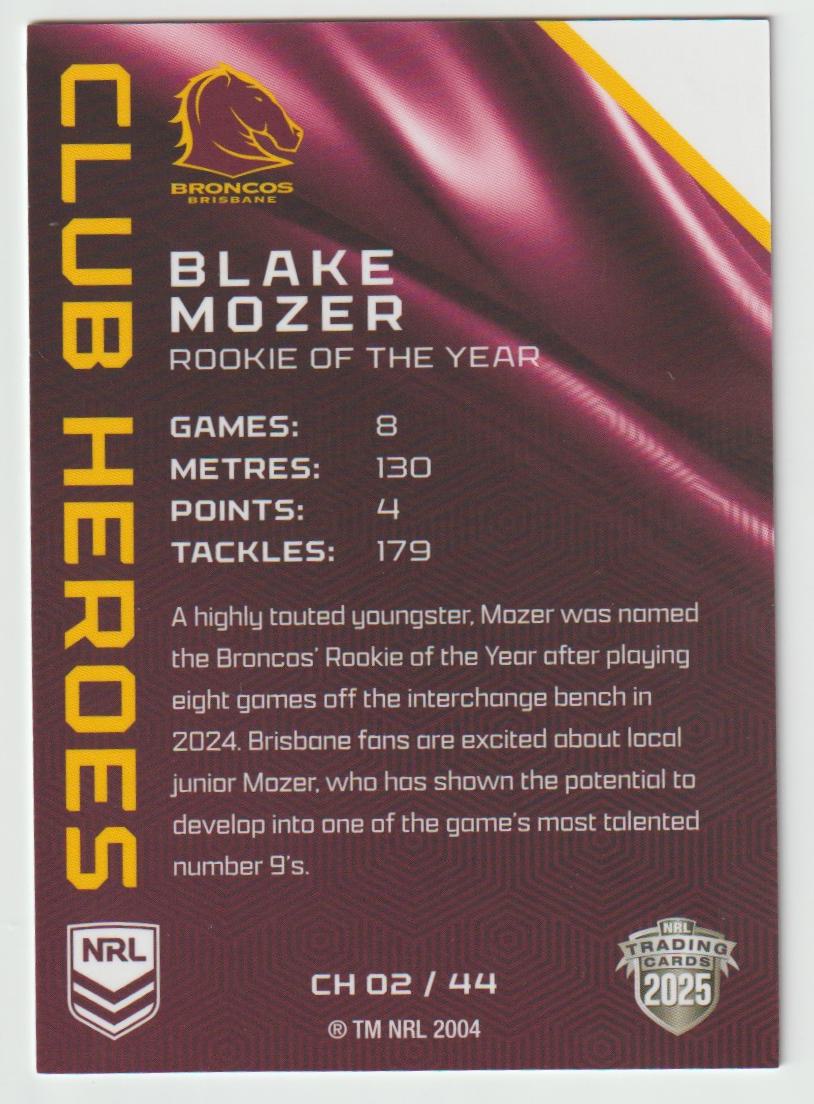 CLUB HEROES
BRONCOS
BRISBANE
BLAKE
MOZER
ROOKIE OF THE YEAR
GAMES: 8
METRES: 130
POINTS: 4
TACKLES: 179
A highly touted youngster, Mozer was named
the Broncos' Rookie of the Year after playing
eight games off the interchange bench in
2024. Brisbane fans are excited about local
junior Mozer, who has shown the potential to
develop into one of the game's most talented
number 9's.
NRL
CH 02 / 44
® TM NRL 2004
NRL
TRADING
CARDS
2025